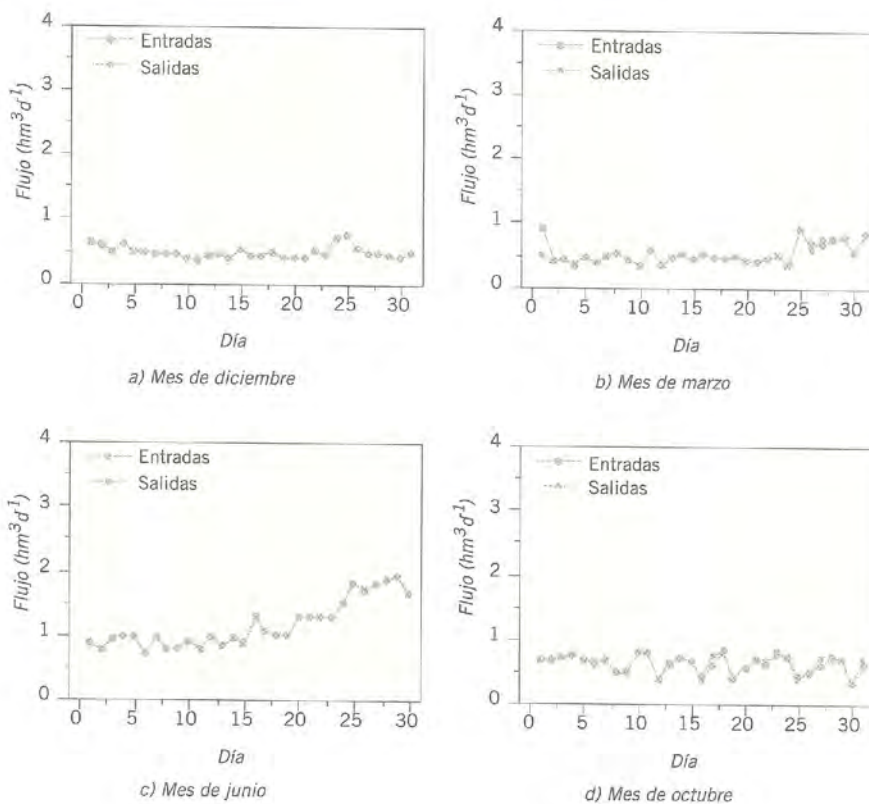 4
3
2
1
0
Flujo (hm³d⁻¹)
Entradas
Salidas
0 5 10 15 20 25 30
Día
a) Mes de diciembre
4
3
2
1
0
Flujo (hm³d⁻¹)
Entradas
Salidas
0 5 10 15 20 25 30
Día
b) Mes de marzo
4
3
2
1
0
Flujo (hm³d⁻¹)
Entradas
Salidas
0 5 10 15 20 25 30
Día
c) Mes de junio
4
3
2
1
0
Flujo (hm³d⁻¹)
Entradas
Salidas
0 5 10 15 20 25 30
Día
d) Mes de octubre